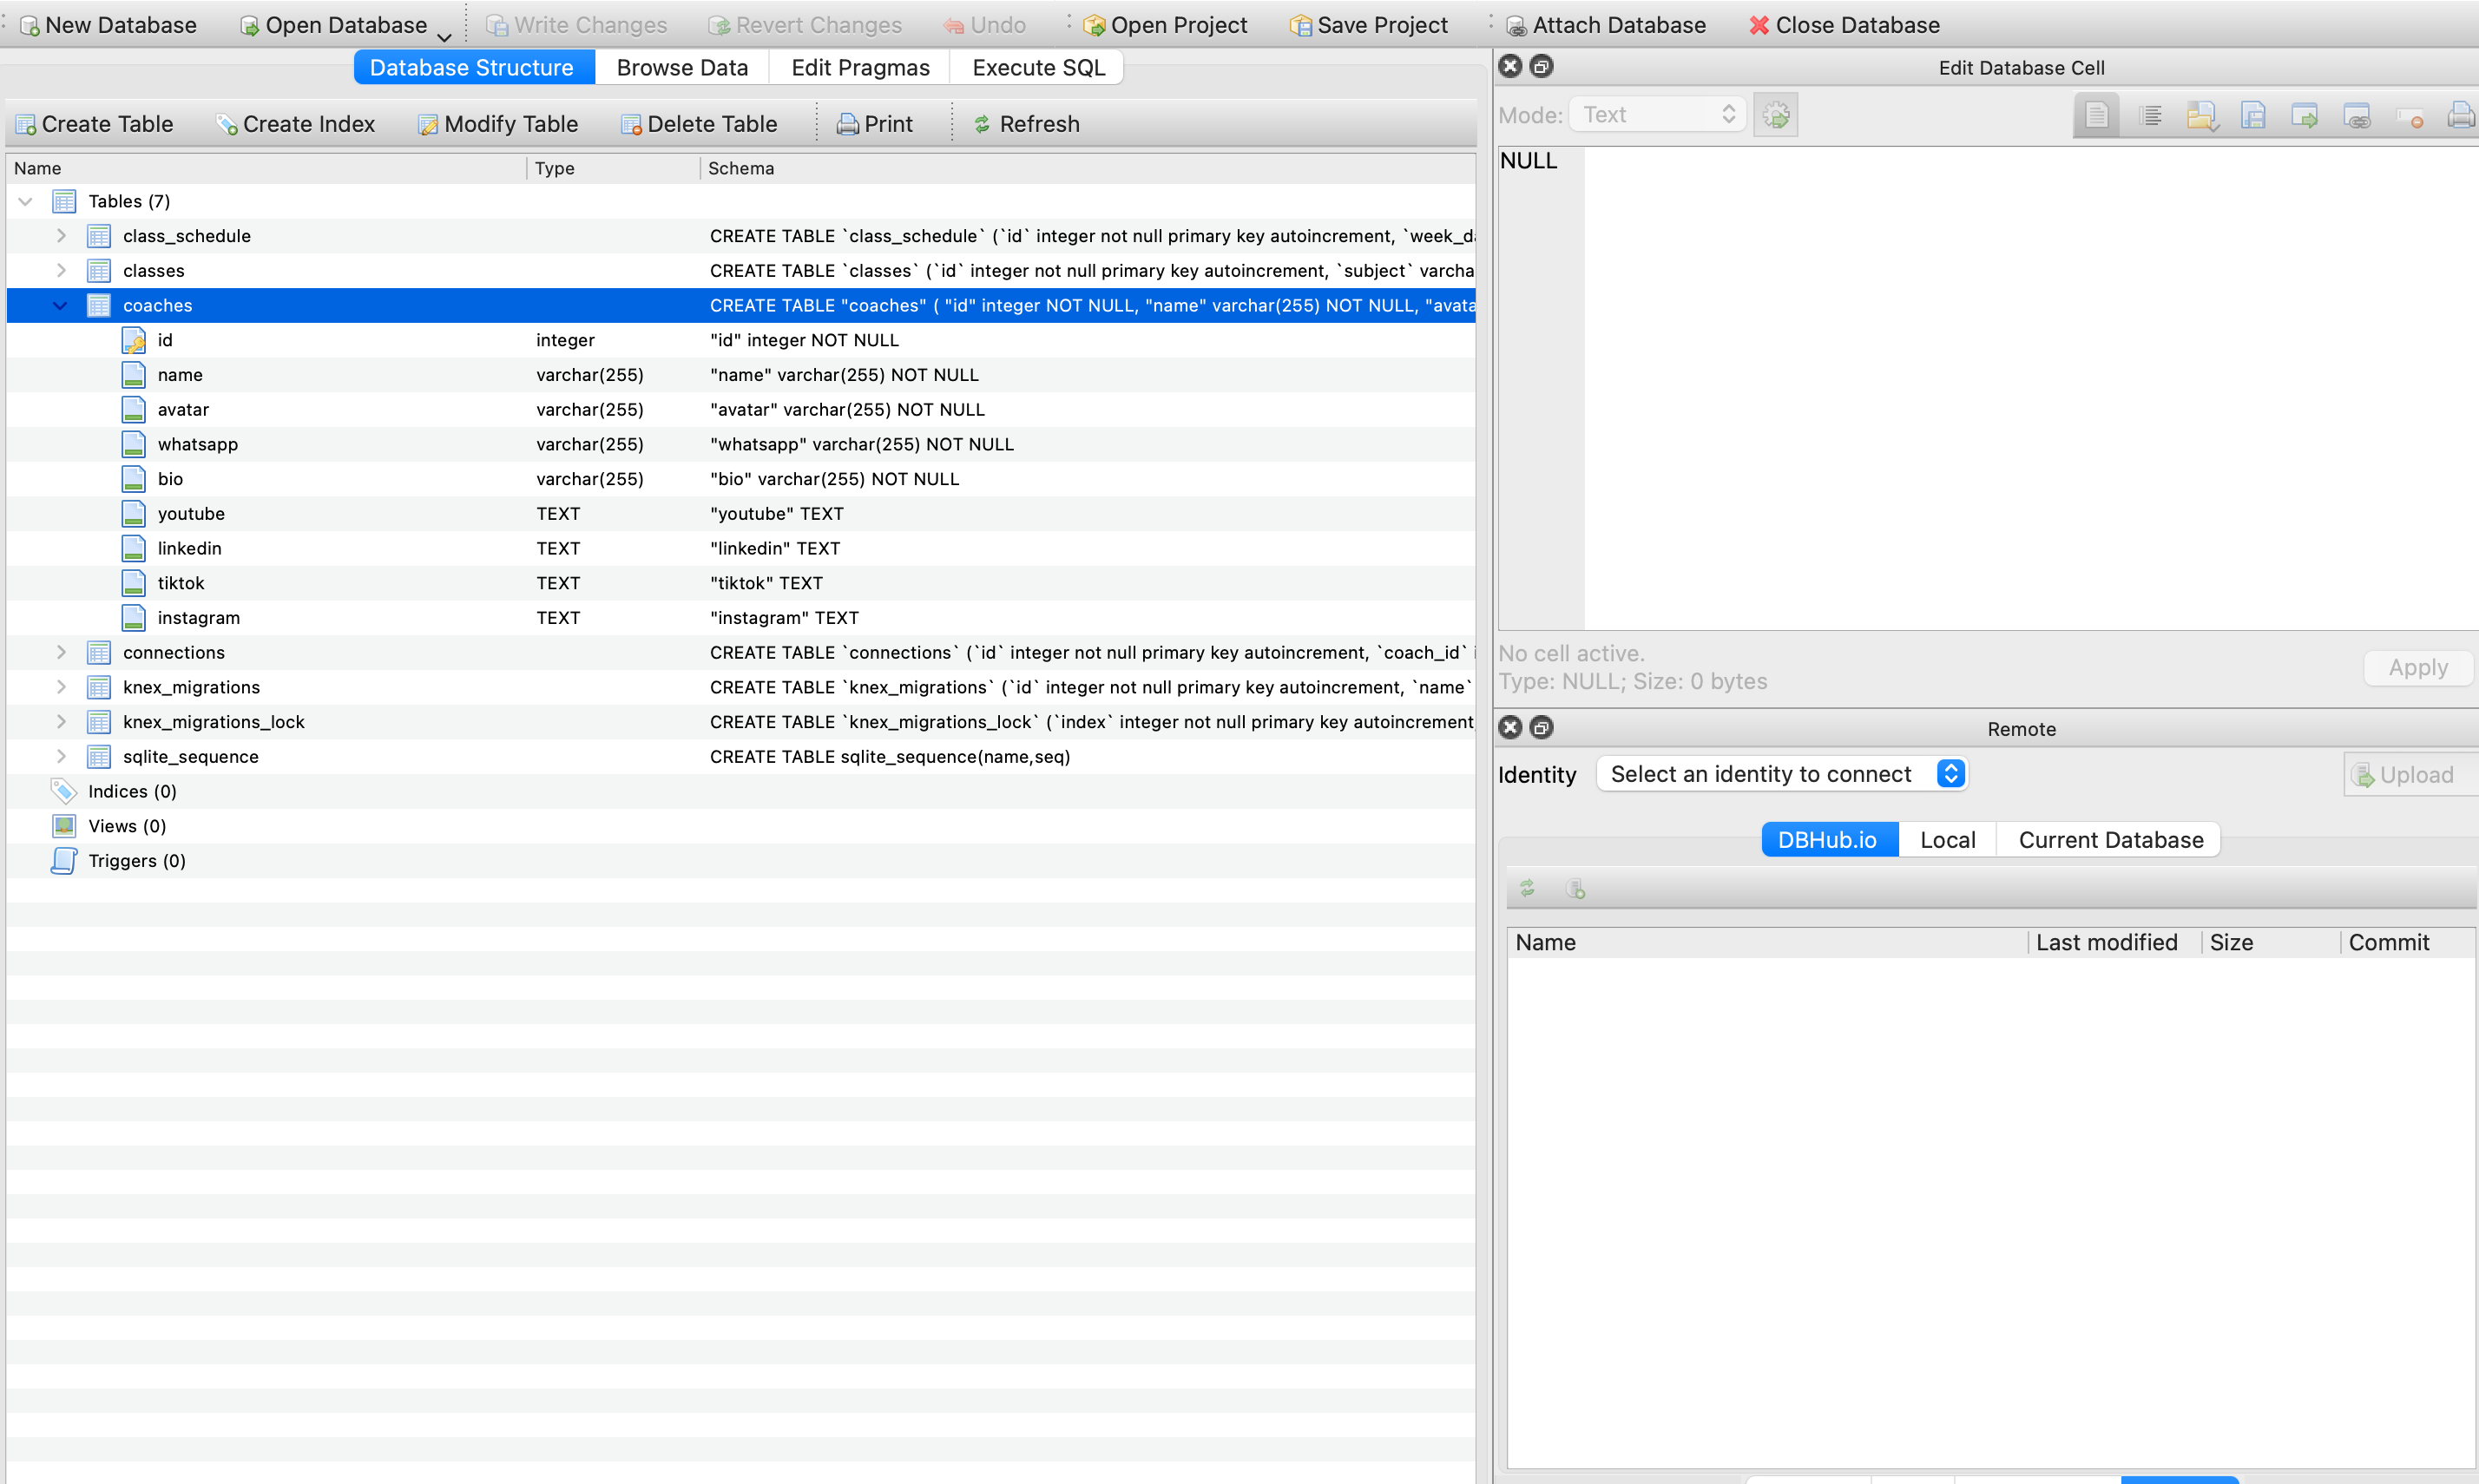 New Database Open Database Write Changes Revert Changes Undo Open Project Save Project Attach Database Close Database
Database Structure Browse Data Edit Pragmas Execute SQL
Create Table Create Index Modify Table Delete Table Print Refresh
Name Type Schema
Tables (7)
class_schedule CREATE TABLE `class_schedule` (`id` integer not null primary key autoincrement, `week_da
classes CREATE TABLE `classes` (`id` integer not null primary key autoincrement, `subject` varcha
coaches CREATE TABLE "coaches" ( "id" integer NOT NULL, "name" varchar(255) NOT NULL, "avata
id integer "id" integer NOT NULL
name varchar(255) "name" varchar(255) NOT NULL
avatar varchar(255) "avatar" varchar(255) NOT NULL
whatsapp varchar(255) "whatsapp" varchar(255) NOT NULL
bio varchar(255) "bio" varchar(255) NOT NULL
youtube TEXT "youtube" TEXT
linkedin TEXT "linkedin" TEXT
tiktok TEXT "tiktok" TEXT
instagram TEXT "instagram" TEXT
connections CREATE TABLE `connections` (`id` integer not null primary key autoincrement, `coach_id` i
knex_migrations CREATE TABLE `knex_migrations` (`id` integer not null primary key autoincrement, `name`
knex_migrations_lock CREATE TABLE `knex_migrations_lock` (`index` integer not null primary key autoincrement,
sqlite_sequence CREATE TABLE sqlite_sequence(name,seq)
Indices (0)
Views (0)
Triggers (0)
Edit Database Cell
Mode: Text
NULL
No cell active.
Type: NULL; Size: 0 bytes
Apply
Remote
Identity Select an identity to connect Upload
DBHub.io Local Current Database
Name Last modified Size Commit